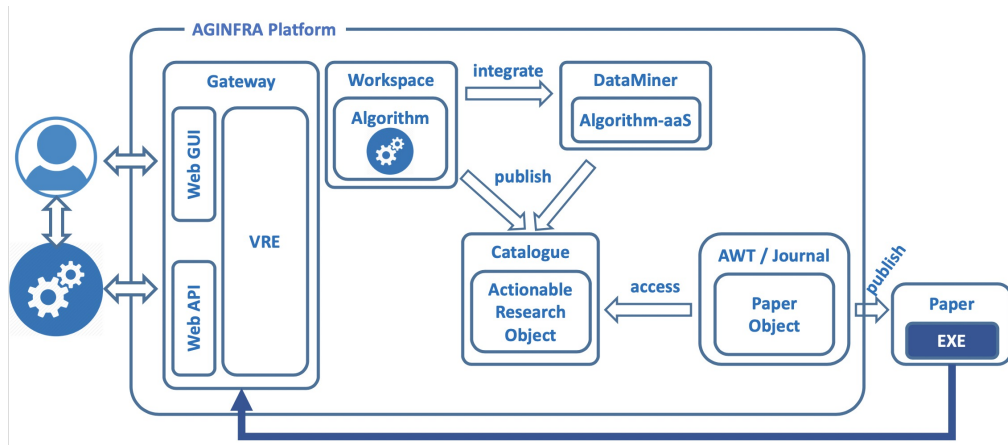 AGINFRA Platform
Gateway
Web GUI
Web API
VRE
Workspace
Algorithm
integrate
DataMiner
Algorithm-aaS
publish
Catalogue
Actionable
Research
Object
access
AWT / Journal
Paper
Object
publish
Paper
EXE